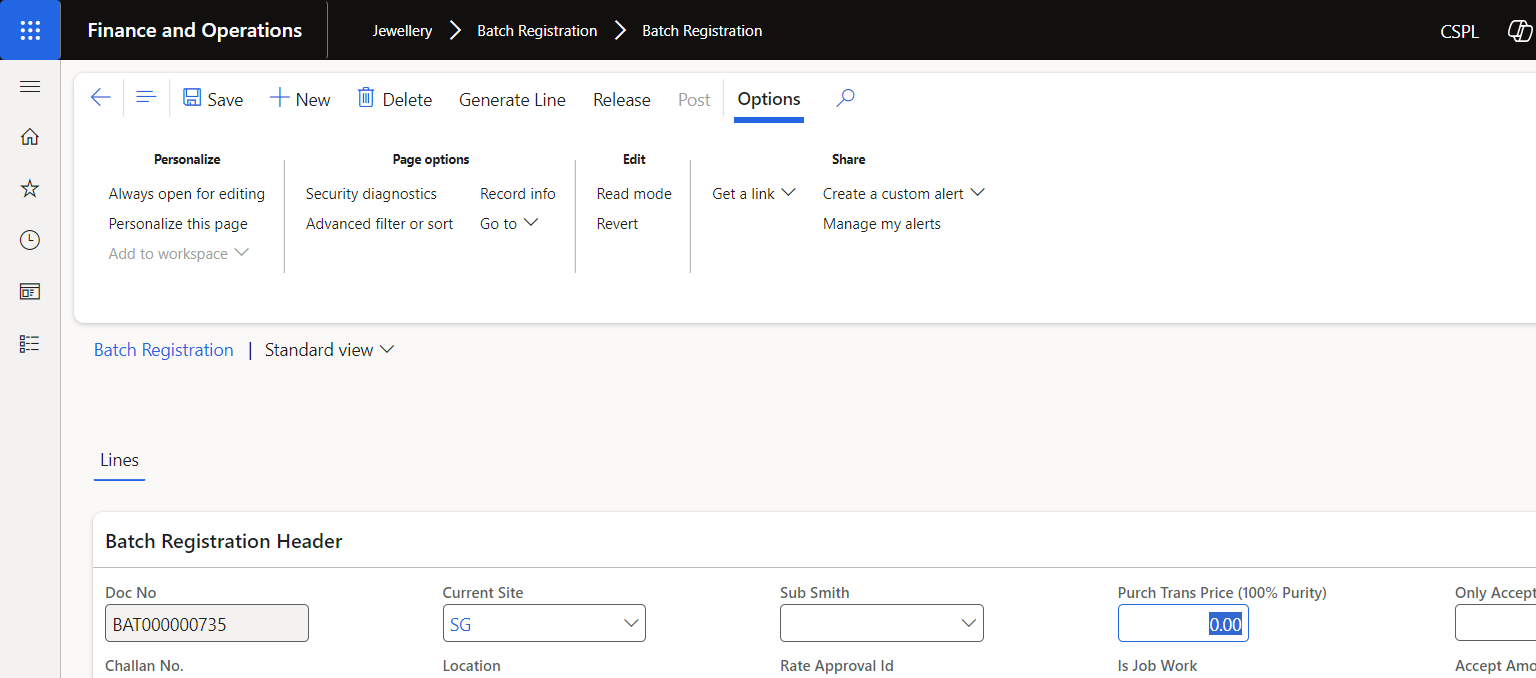 Finance and Operations
Jewellery
Batch Registration
Batch Registration
CSPL
Save
New
Delete
Generate Line
Release
Post
Options
Personalize
Always open for editing
Personalize this page
Add to workspace
Page options
Security diagnostics
Record info
Advanced filter or sort
Go to
Edit
Read mode
Revert
Share
Get a link
Create a custom alert
Manage my alerts
Batch Registration | Standard view
Lines
Batch Registration Header
Doc No
BAT000000735
Current Site
SG
Sub Smith
Purch Trans Price (100% Purity)
0.00
Only Accept
Challan No.
Location
Rate Approval Id
Is Job Work
Accept Amo